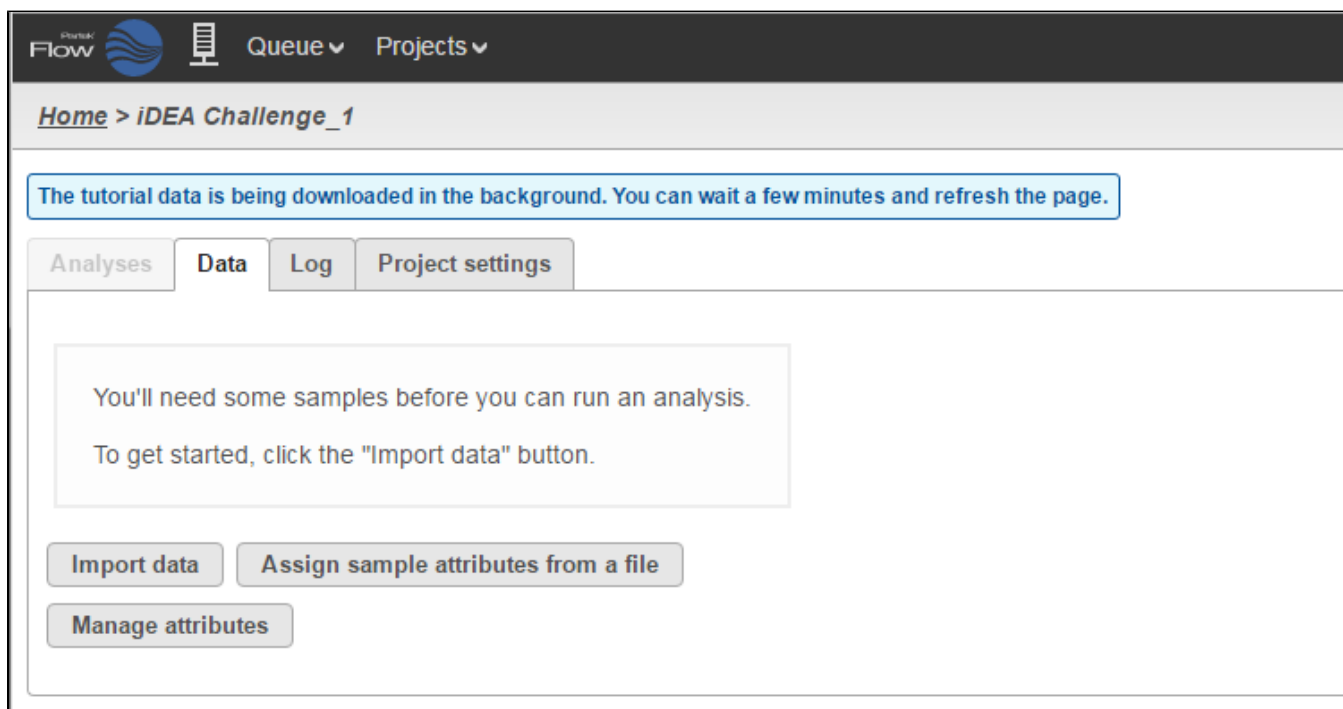 Partek
Flow Queue Projects
Home > iDEA Challenge_1
The tutorial data is being downloaded in the background. You can wait a few minutes and refresh the page.
Analyses Data Log Project settings
You'll need some samples before you can run an analysis.
To get started, click the "Import data" button.
Import data Assign sample attributes from a file
Manage attributes